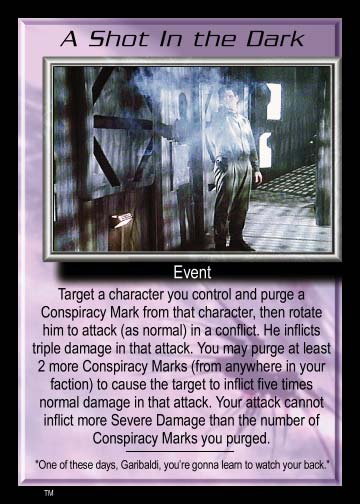 A Shot In the Dark
Event
Target a character you control and purge a
Conspiracy Mark from that character, then rotate
him to attack (as normal) in a conflict. He inflicts
triple damage in that attack. You may purge at least
2 more Conspiracy Marks (from anywhere in your
faction) to cause the target to inflict five times
normal damage in that attack. Your attack cannot
inflict more Severe Damage than the number of
Conspiracy Marks you purged.
"One of these days, Garibaldi, you're gonna learn to watch your back."
TM